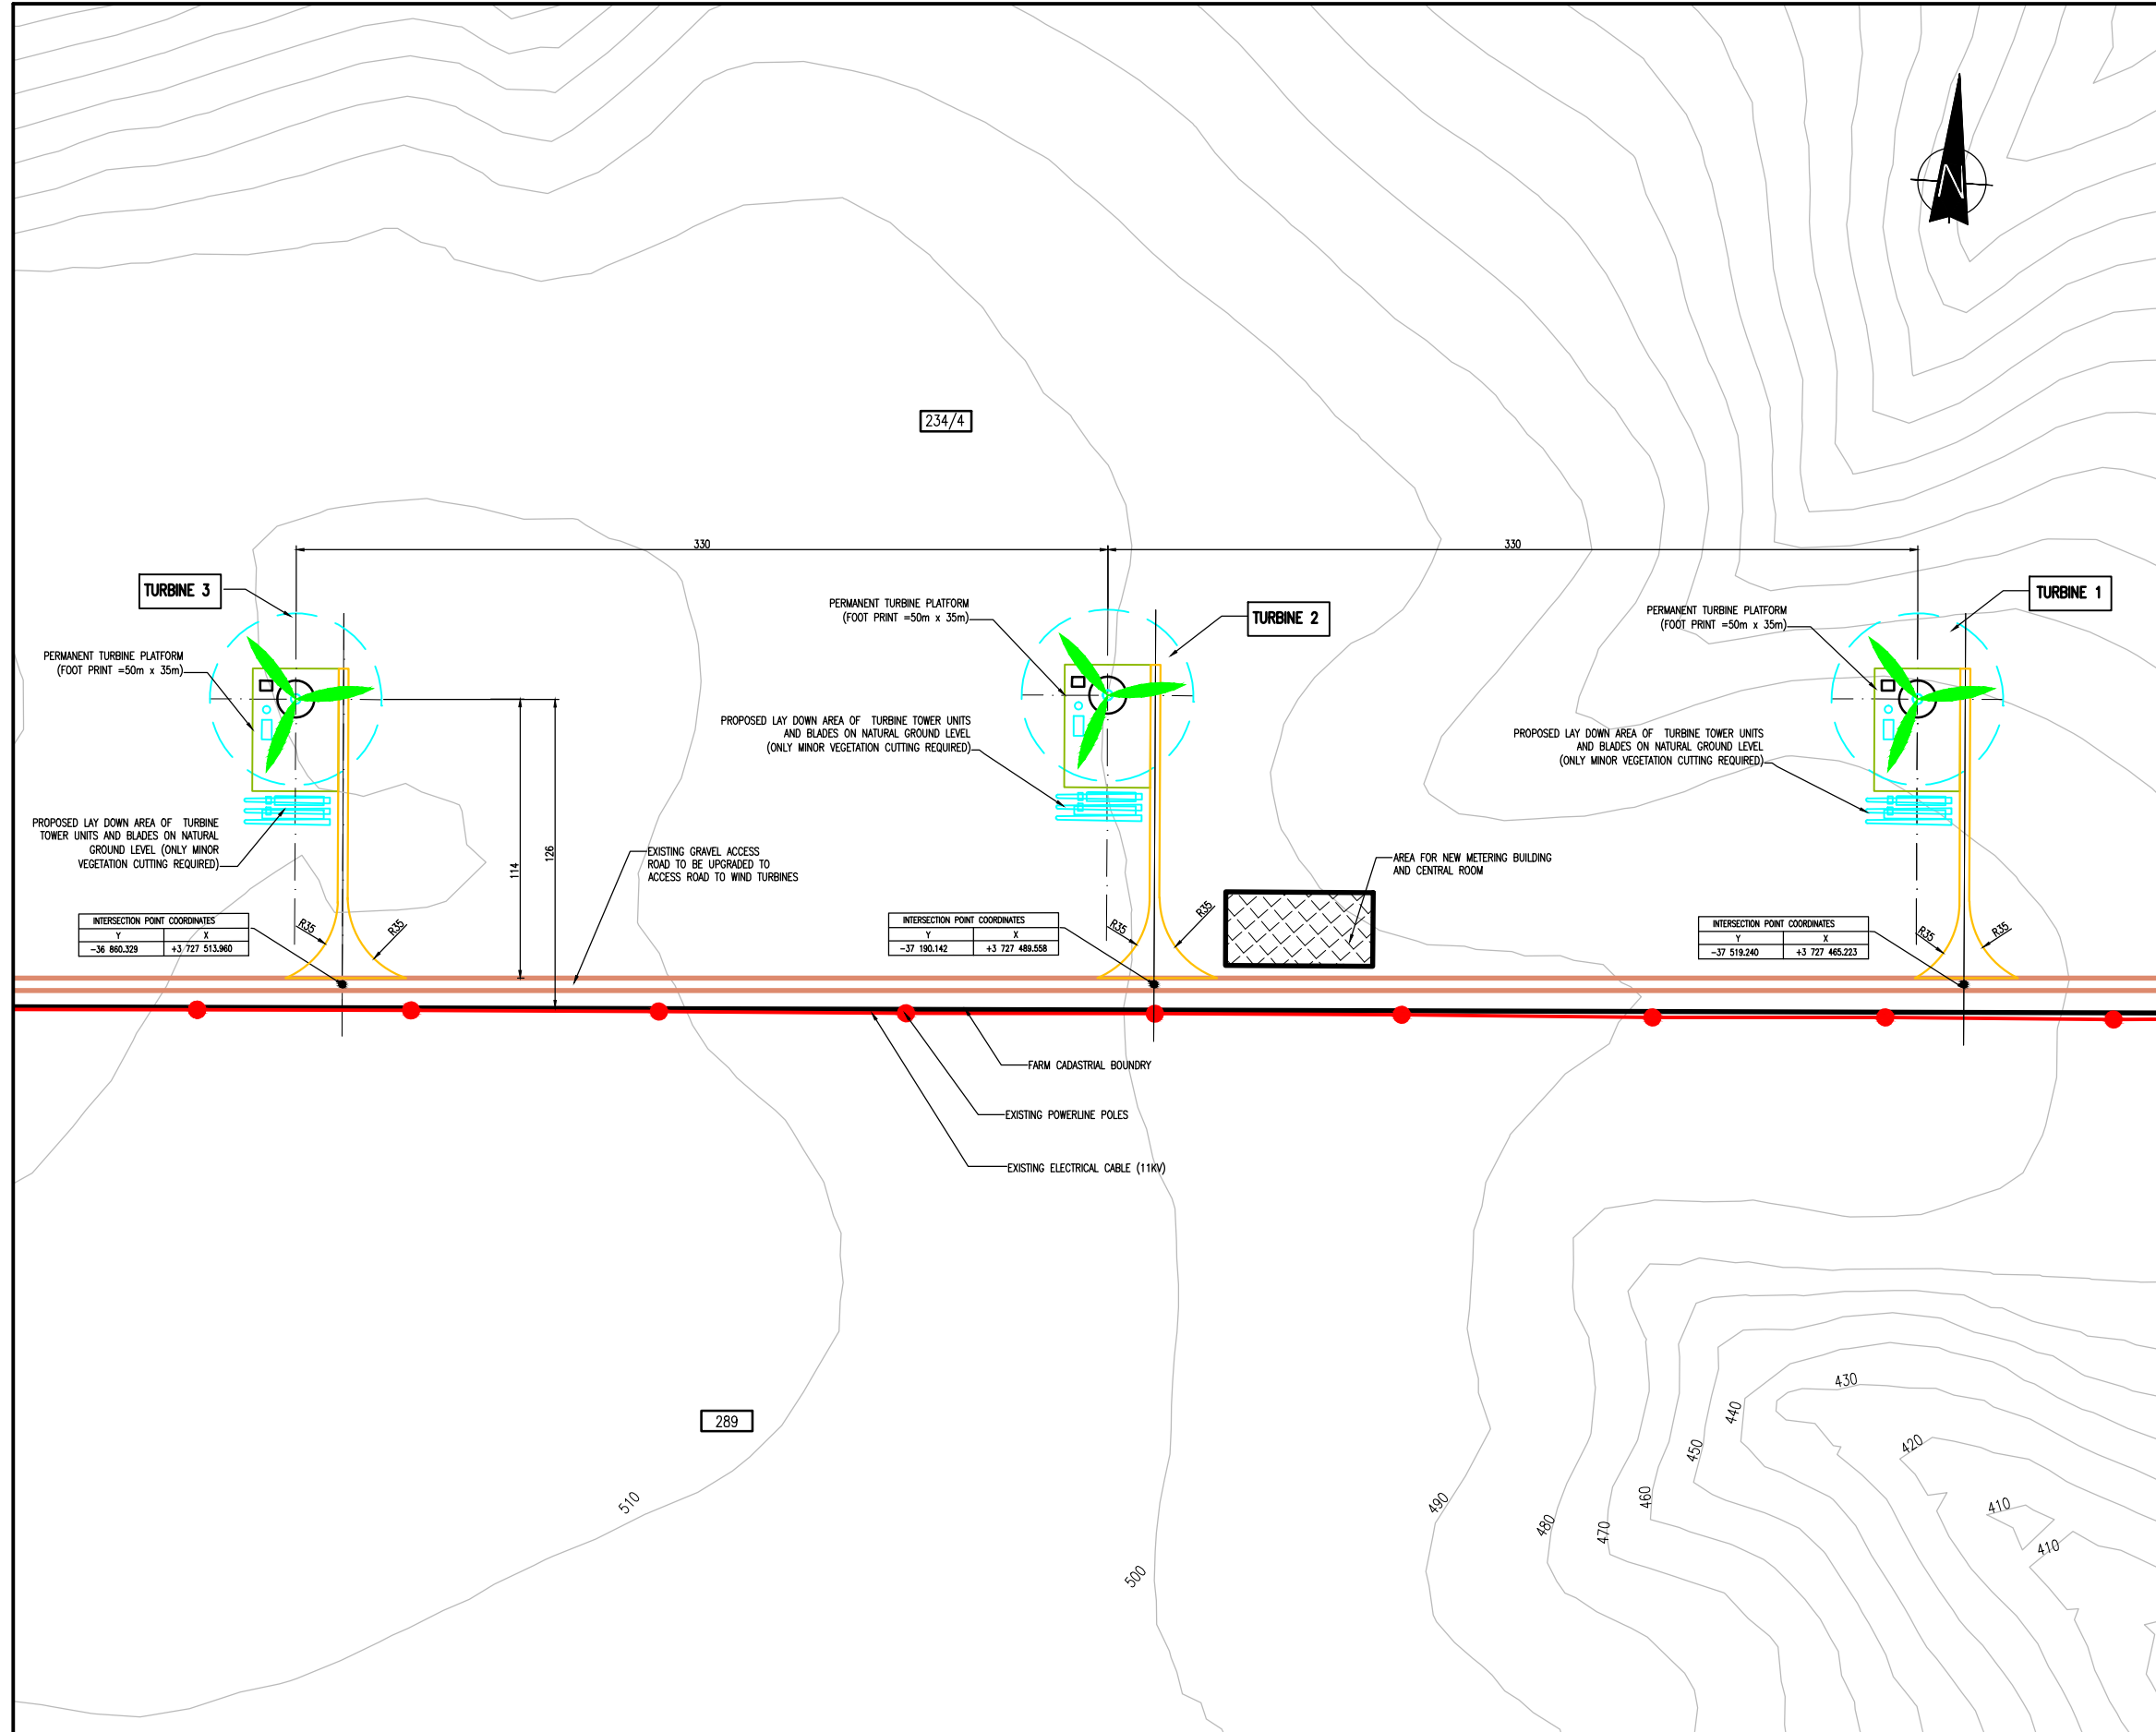 N
234/4
330
330
TURBINE 3
PERMANENT TURBINE PLATFORM
(FOOT PRINT =50m x 35m)
PROPOSED LAY DOWN AREA OF TURBINE
TOWER UNITS AND BLADES ON NATURAL
GROUND LEVEL (ONLY MINOR
VEGETATION CUTTING REQUIRED)
INTERSECTION POINT COORDINATES
Y X
-36 860.329 +3 727 513.960
R35
R35
114
126
EXISTING GRAVEL ACCESS
ROAD TO BE UPGRADED TO
ACCESS ROAD TO WIND TURBINES
PERMANENT TURBINE PLATFORM
(FOOT PRINT =50m x 35m)
TURBINE 2
PROPOSED LAY DOWN AREA OF TURBINE TOWER UNITS
AND BLADES ON NATURAL GROUND LEVEL
(ONLY MINOR VEGETATION CUTTING REQUIRED)
INTERSECTION POINT COORDINATES
Y X
-37 190.142 +3 727 489.558
R35
R35
AREA FOR NEW METERING BUILDING
AND CENTRAL ROOM
PERMANENT TURBINE PLATFORM
(FOOT PRINT =50m x 35m)
TURBINE 1
PROPOSED LAY DOWN AREA OF TURBINE TOWER UNITS
AND BLADES ON NATURAL GROUND LEVEL
(ONLY MINOR VEGETATION CUTTING REQUIRED)
INTERSECTION POINT COORDINATES
Y X
-37 519.240 +3 727 465.223
R35
R35
FARM CADASTRIAL BOUNDRY
EXISTING POWERLINE POLES
EXISTING ELECTRICAL CABLE (11KV)
289
510
500
490
480
470
460
450
440
430
420
410
410